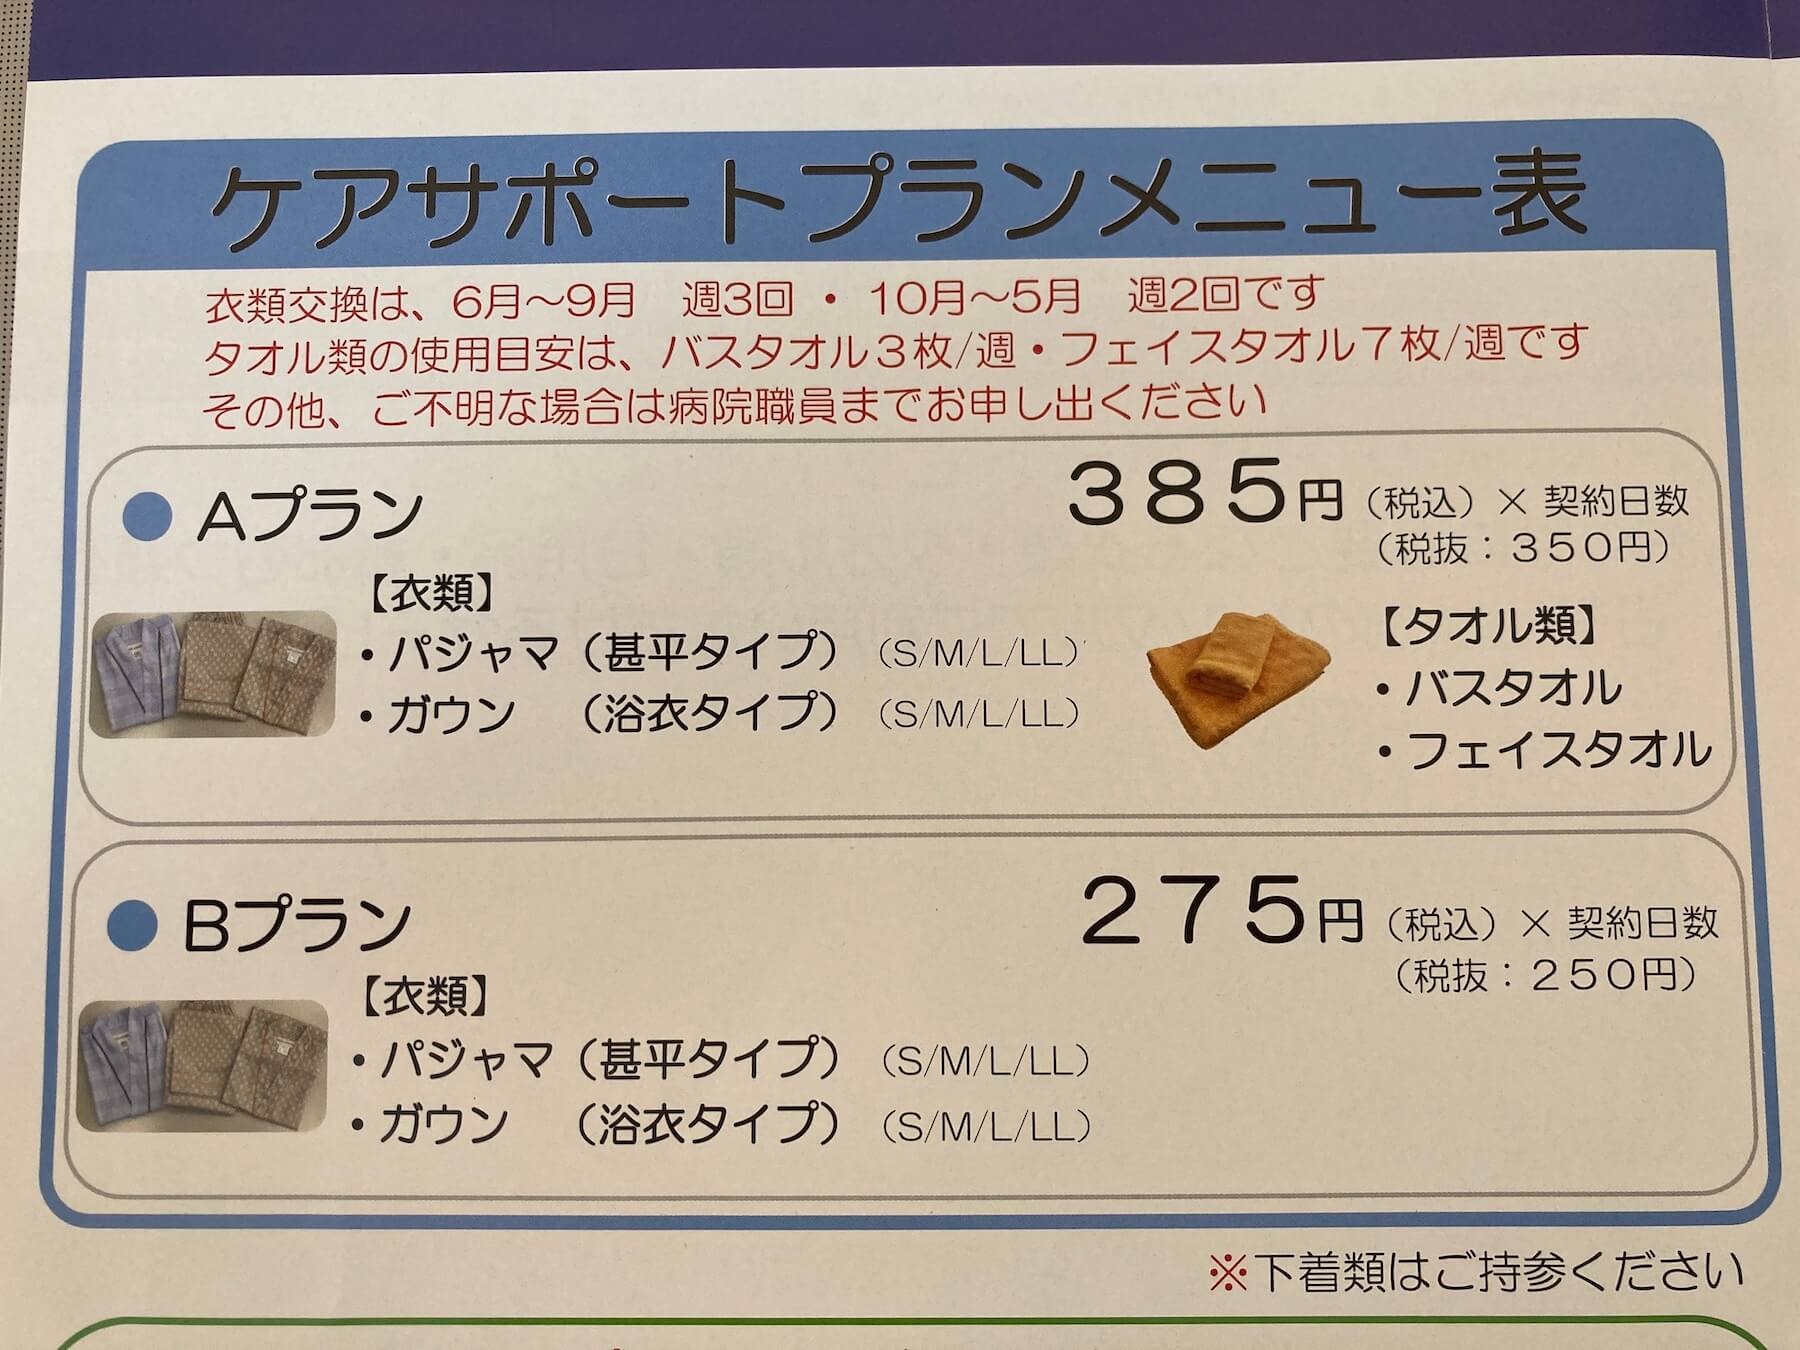 ケアサポートプランメニュー表
衣類交換は、6月～9月　週3回 ・ 10月～5月　週2回です
タオル類の使用目安は、バスタオル３枚/週・フェイスタオル７枚/週です
その他、ご不明な場合は病院職員までお申し出ください
●Aプラン
３８５円（税込）× 契約日数
（税抜：３５０円）
【衣類】
・パジャマ（甚平タイプ）（S/M/L/LL）
・ガウン　（浴衣タイプ）（S/M/L/LL）
【タオル類】
・バスタオル
・フェイスタオル
●Bプラン
２７５円（税込）× 契約日数
（税抜：２５０円）
【衣類】
・パジャマ（甚平タイプ）（S/M/L/LL）
・ガウン　（浴衣タイプ）（S/M/L/LL）
※下着類はご持参ください